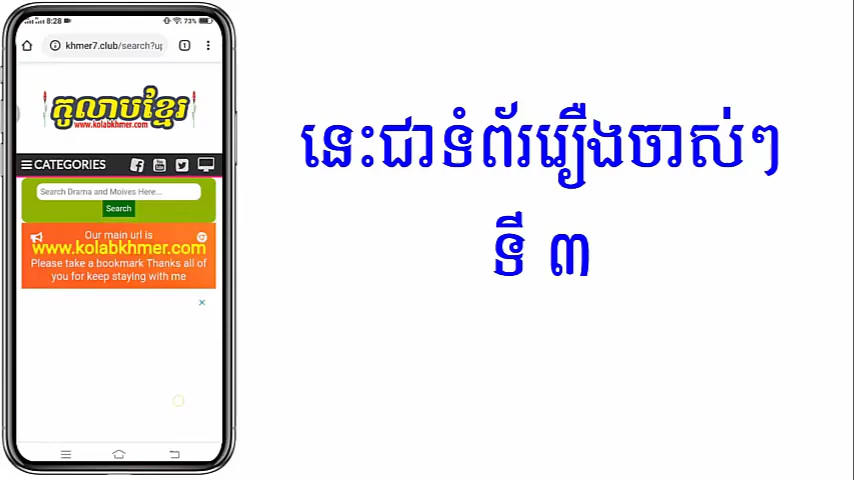 8:28
73%
khmer7.club/search?up
1
កូលាបខ្មែរ
www.kolabkhmer.com
CATEGORIES
Search Drama and Moives Here...
Search
Our main url is
www.kolabkhmer.com
Please take a bookmark Thanks all of
you for keep staying with me
នេះជាទំព័ររឿងចាស់ៗ
ទី ៣